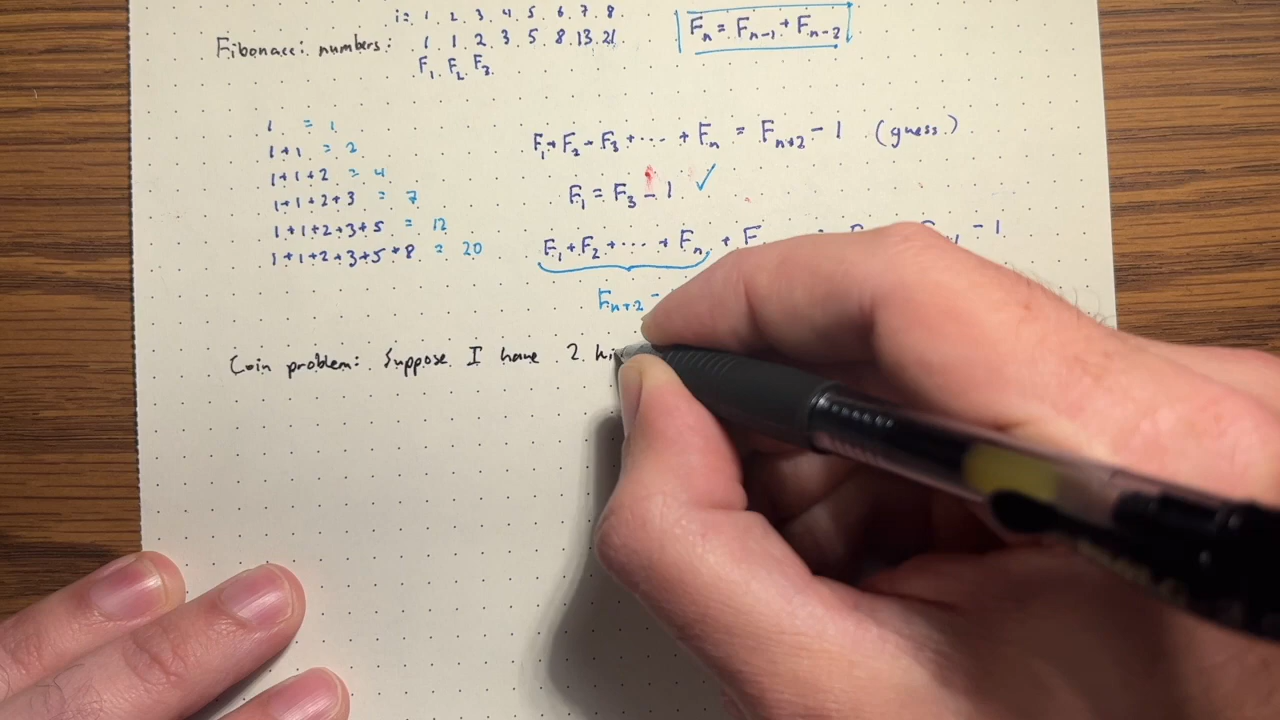 i= 1 2 3 4 5 6 7 8
Fibonacci numbers: 1 1 2 3 5 8 13 21
F₁ F₂ F₃
Fₙ = Fₙ₋₁ + Fₙ₋₂
1 = 1
1+1 = 2
1+1+2 = 4
1+1+2+3 = 7
1+1+2+3+5 = 12
1+1+2+3+5+8 = 20
F₁+F₂+F₃+⋯+Fₙ = Fₙ₊₂ − 1 (guess)
F₁ = F₃ − 1 ✓
F₁+F₂+⋯+Fₙ + F − 1
Fₙ₊₂ −
Coin problem: Suppose I have 2